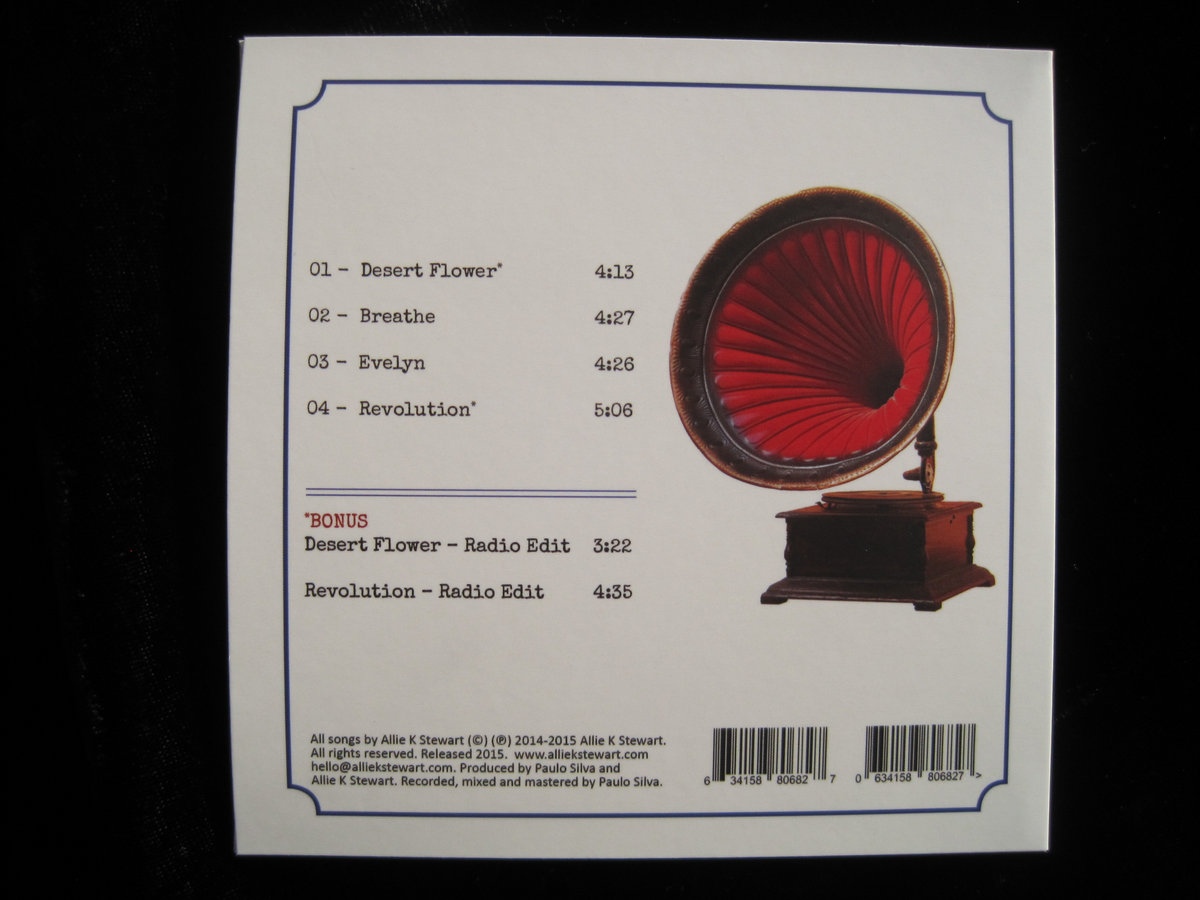 01 - Desert Flower* 4:13
02 - Breathe 4:27
03 - Evelyn 4:26
04 - Revolution* 5:06
*BONUS
Desert Flower - Radio Edit 3:22
Revolution - Radio Edit 4:35
All songs by Allie K Stewart (©) (℗) 2014-2015 Allie K Stewart.
All rights reserved. Released 2015. www.alliekstewart.com
hello@alliekstewart.com. Produced by Paulo Silva and
Allie K Stewart. Recorded, mixed and mastered by Paulo Silva.
6 34158 80682 7
0 634158 806827 >